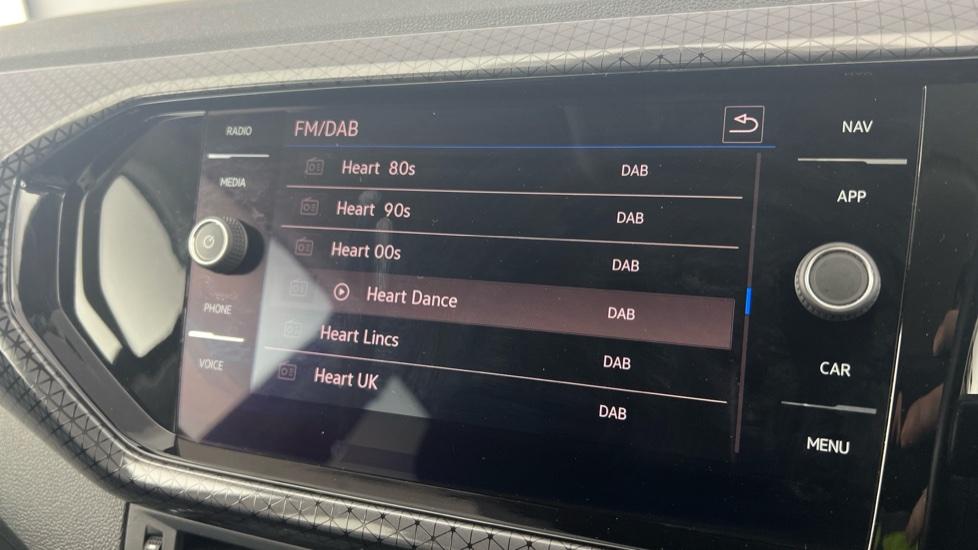 RADIO
MEDIA
PHONE
VOICE
FM/DAB
Heart 80s DAB
Heart 90s DAB
Heart 00s DAB
Heart Dance DAB
Heart Lincs DAB
Heart UK DAB
NAV
APP
CAR
MENU